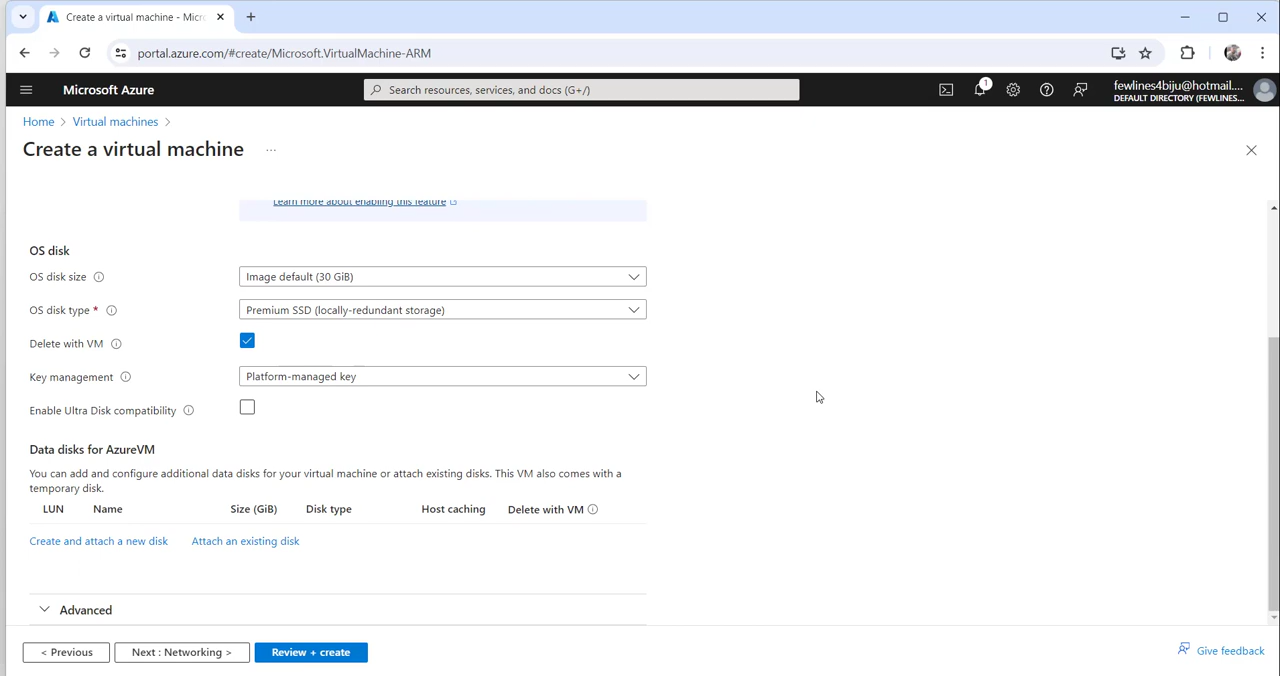 Create a virtual machine - Micr
portal.azure.com/#create/Microsoft.VirtualMachine-ARM
Microsoft Azure
Search resources, services, and docs (G+/)
1
fewlines4biju@hotmail....
DEFAULT DIRECTORY (FEWLINES...
Home > Virtual machines >
Create a virtual machine ...
Learn more about enabling this feature
OS disk
OS disk size Image default (30 GiB)
OS disk type * Premium SSD (locally-redundant storage)
Delete with VM
Key management Platform-managed key
Enable Ultra Disk compatibility
Data disks for AzureVM
You can add and configure additional data disks for your virtual machine or attach existing disks. This VM also comes with a
temporary disk.
LUN Name Size (GiB) Disk type Host caching Delete with VM
Create and attach a new disk Attach an existing disk
Advanced
< Previous Next : Networking > Review + create Give feedback